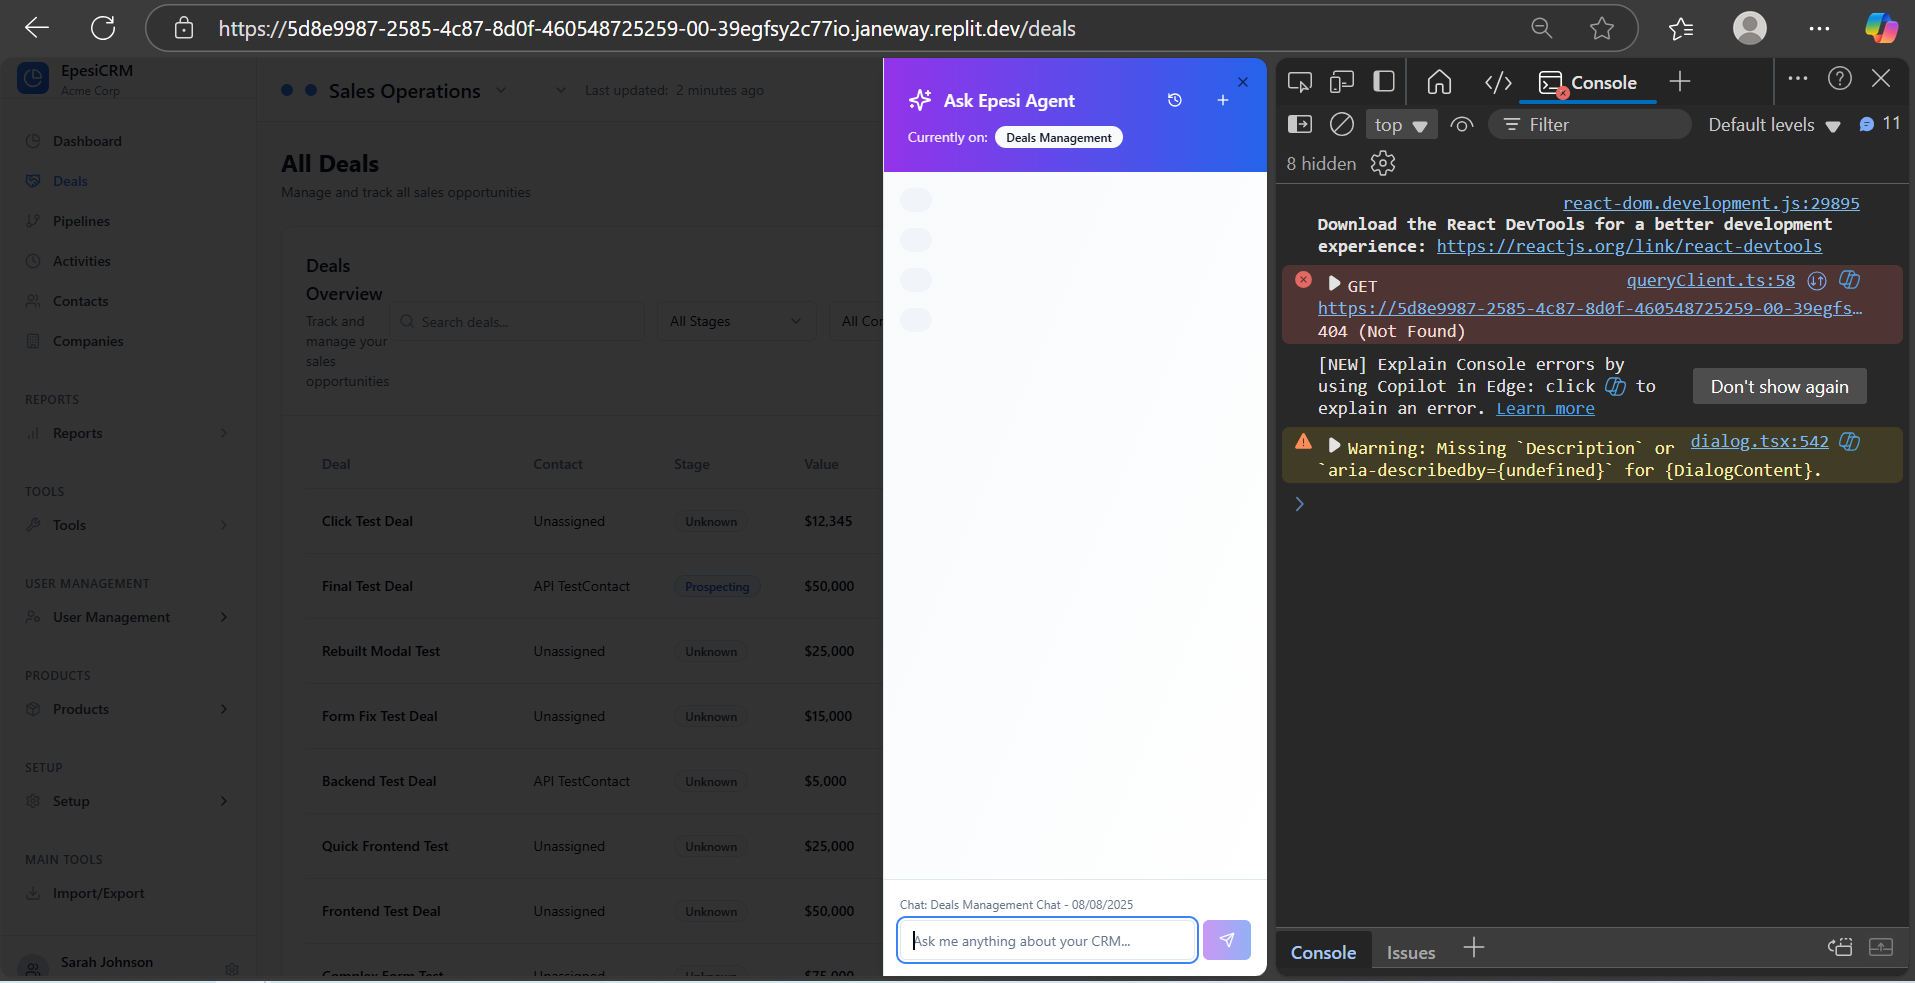 https://5d8e9987-2585-4c87-8d0f-460548725259-00-39egfsy2c77io.janeway.replit.dev/deals
EpesiCRM
Acme Corp
Dashboard
Deals
Pipelines
Activities
Contacts
Companies
REPORTS
Reports
TOOLS
Tools
USER MANAGEMENT
User Management
PRODUCTS
Products
SETUP
Setup
MAIN TOOLS
Import/Export
Sarah Johnson
Sales Operations
Last updated: 2 minutes ago
All Deals
Manage and track all sales opportunities
Deals
Overview
Track and
manage your
sales
opportunities
Search deals...
All Stages
All Con
Deal Contact Stage Value
Click Test Deal Unassigned Unknown $12,345
Final Test Deal API TestContact Prospecting $50,000
Rebuilt Modal Test Unassigned Unknown $25,000
Form Fix Test Deal Unassigned Unknown $15,000
Backend Test Deal API TestContact Unknown $5,000
Quick Frontend Test Unassigned Unknown $25,000
Frontend Test Deal Unassigned Unknown $50,000
Complex Form Test Unassigned Unknown $75,000
Ask Epesi Agent
Currently on: Deals Management
Chat: Deals Management Chat - 08/08/2025
Ask me anything about your CRM...
Console
top
Filter
Default levels
11
8 hidden
react-dom.development.js:29895
Download the React DevTools for a better development
experience: https://reactjs.org/link/react-devtools
GET queryClient.ts:58
https://5d8e9987-2585-4c87-8d0f-460548725259-00-39egfs…
404 (Not Found)
[NEW] Explain Console errors by
using Copilot in Edge: click to
explain an error. Learn more
Don't show again
Warning: Missing `Description` or dialog.tsx:542
`aria-describedby={undefined}` for {DialogContent}.
Console
Issues